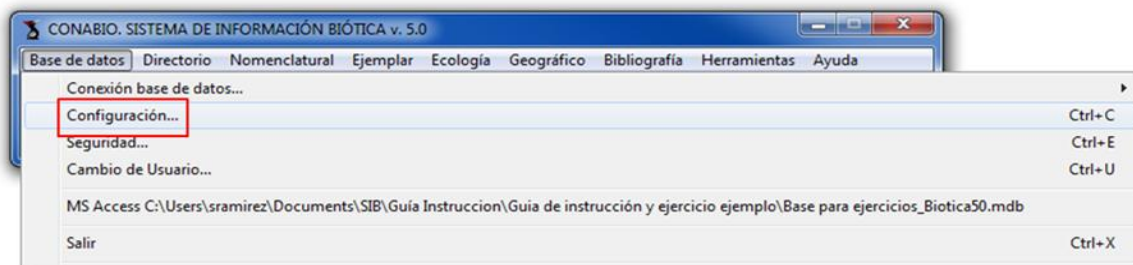 CONABIO. SISTEMA DE INFORMACIÓN BIÓTICA v. 5.0
Base de datos Directorio Nomenclatural Ejemplar Ecología Geográfico Bibliografía Herramientas Ayuda
Conexión base de datos...
Configuración... Ctrl+C
Seguridad... Ctrl+E
Cambio de Usuario... Ctrl+U
MS Access C:\Users\sramirez\Documents\SIB\Guía Instruccion\Guia de instrucción y ejercicio ejemplo\Base para ejercicios_Biotica50.mdb
Salir Ctrl+X